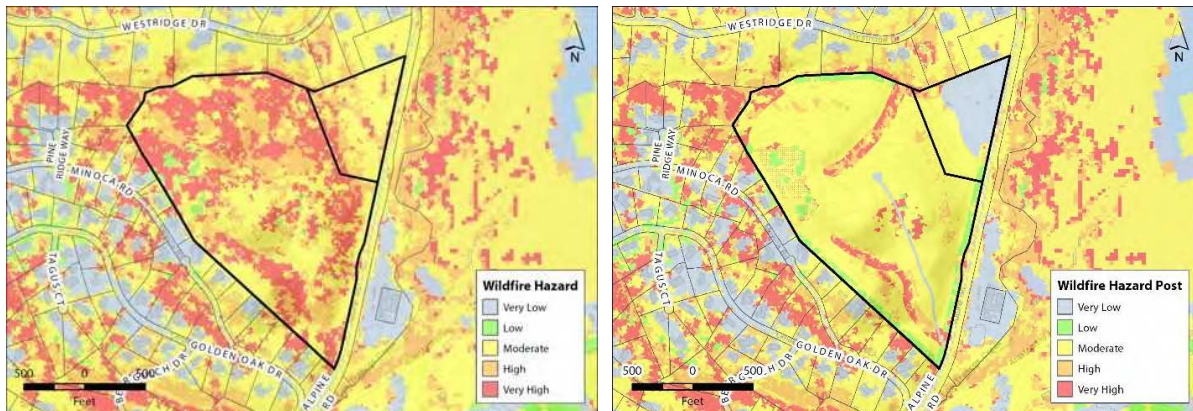 WESTRIDGE DR
N
PINE
RIDGE WAY
MINOCA RD
TAGUS CT
GOLDEN OAK DR
ALPINE
RD
500 0 500
Feet
Wildfire Hazard
Very Low
Low
Moderate
High
Very High
WESTRIDGE DR
N
PINE
RIDGE WAY
MINOCA RD
TAGUS CT
GOLDEN OAK DR
ALPINE
RD
500 0 500
Feet
Wildfire Hazard Post
Very Low
Low
Moderate
High
Very High